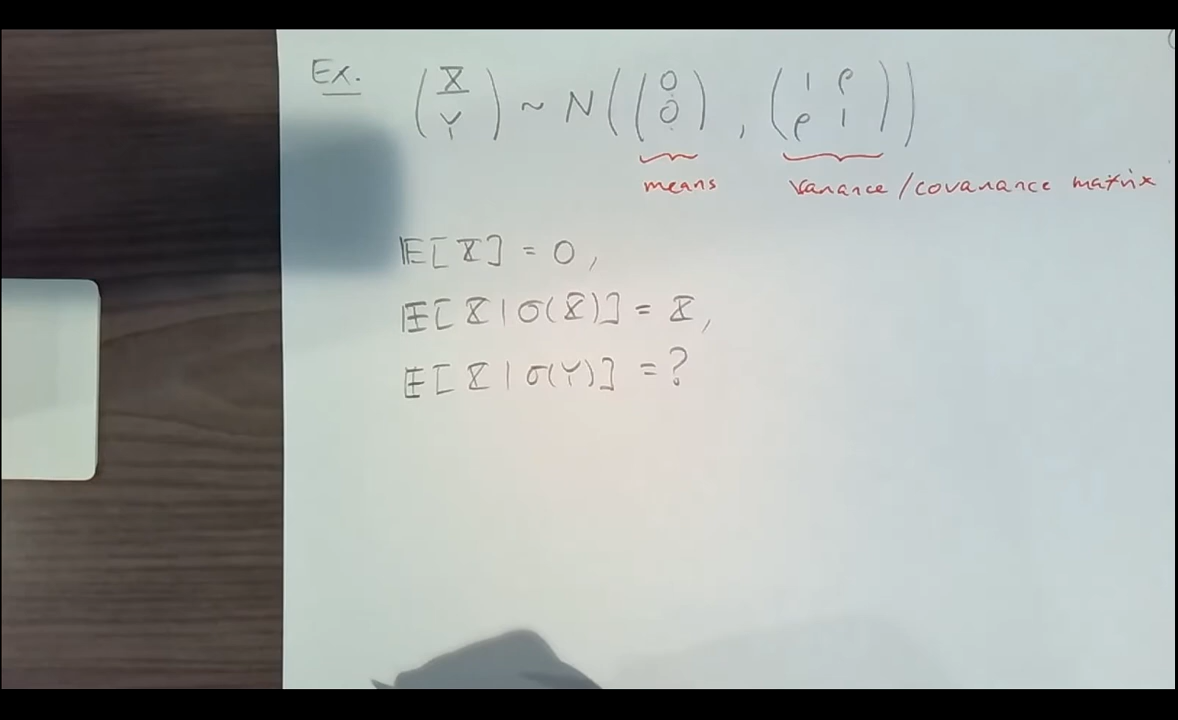 Ex. (X Y) ~ N((0 0), (1 ρ ρ 1))
means variance/covariance matrix
E[X] = 0,
E[X|σ(X)] = X,
E[X|σ(Y)] = ?